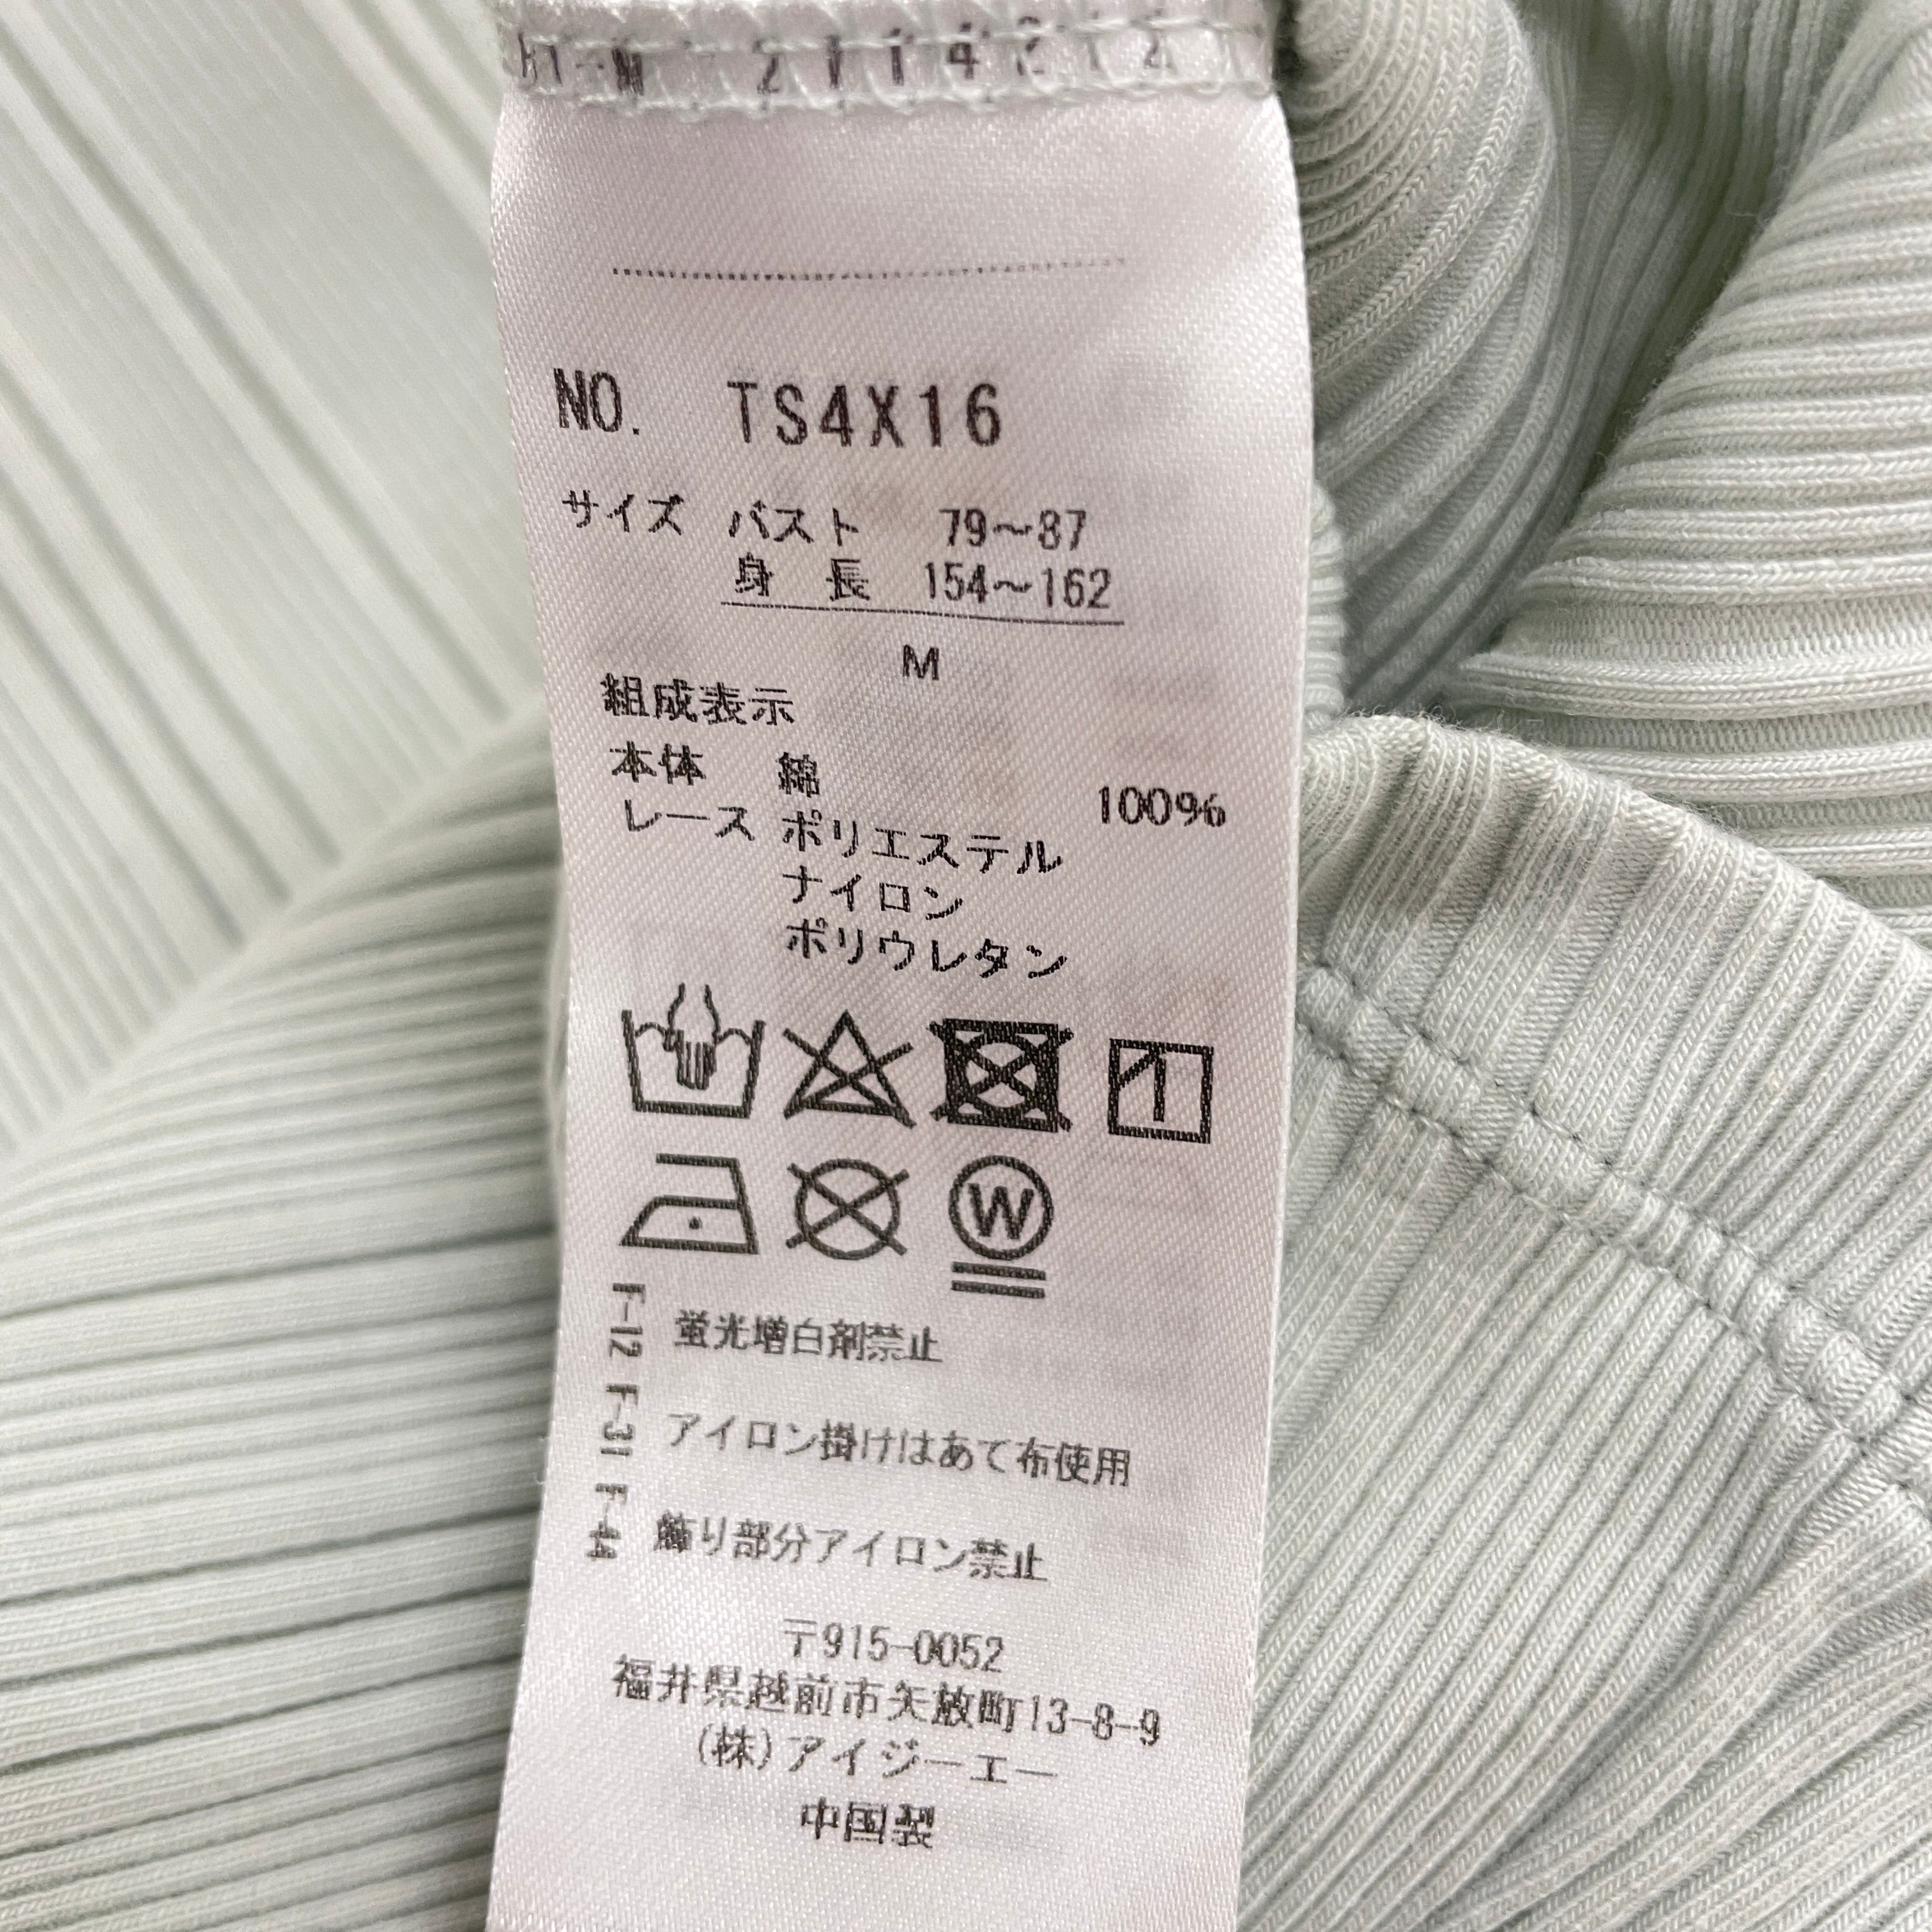 NO. TS4X16
サイズ バスト 79～87
身長 154～162
M
組成表示
本体 綿 100%
レース ポリエステル
ナイロン
ポリウレタン
W
F-12 蛍光増白剤禁止
F-31 アイロン掛けはあて布使用
F-44 飾り部分アイロン禁止
〒915-0052
福井県越前市矢放町13-8-9
(株)アイジーエー
中国製